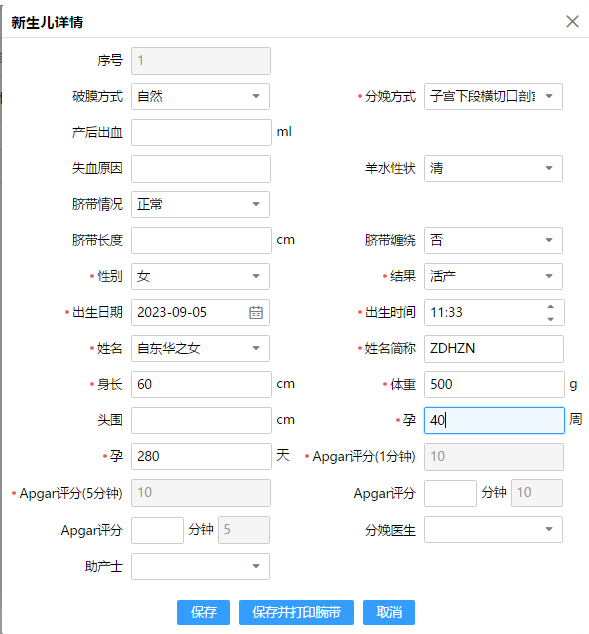 新生儿详情
序号 1
破膜方式 自然 * 分娩方式 子宫下段横切口剖宫
产后出血 ml
失血原因 羊水性状 清
脐带情况 正常
脐带长度 cm 脐带缠绕 否
* 性别 女 * 结果 活产
* 出生日期 2023-09-05 * 出生时间 11:33
* 姓名 自东华之女 * 姓名简称 ZDHZN
* 身长 60 cm * 体重 500 g
头围 cm * 孕 40 周
* 孕 280 天 * Apgar评分(1分钟) 10
* Apgar评分(5分钟) 10 Apgar评分 分钟 10
Apgar评分 分钟 5 分娩医生
助产士
保存 保存并打印腕带 取消